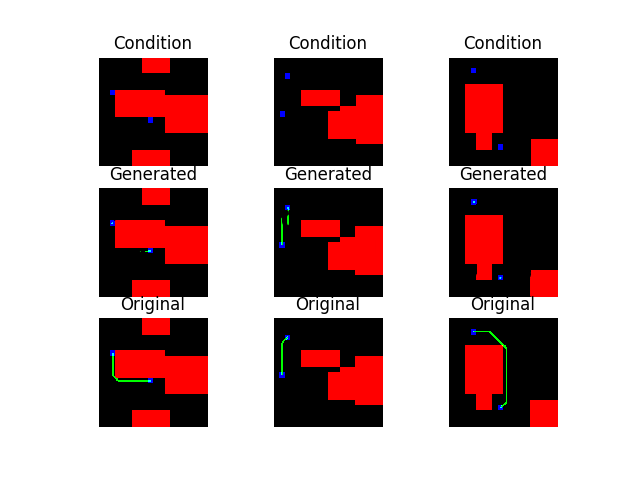 Condition Condition Condition
Generated Generated Generated
Original Original Original